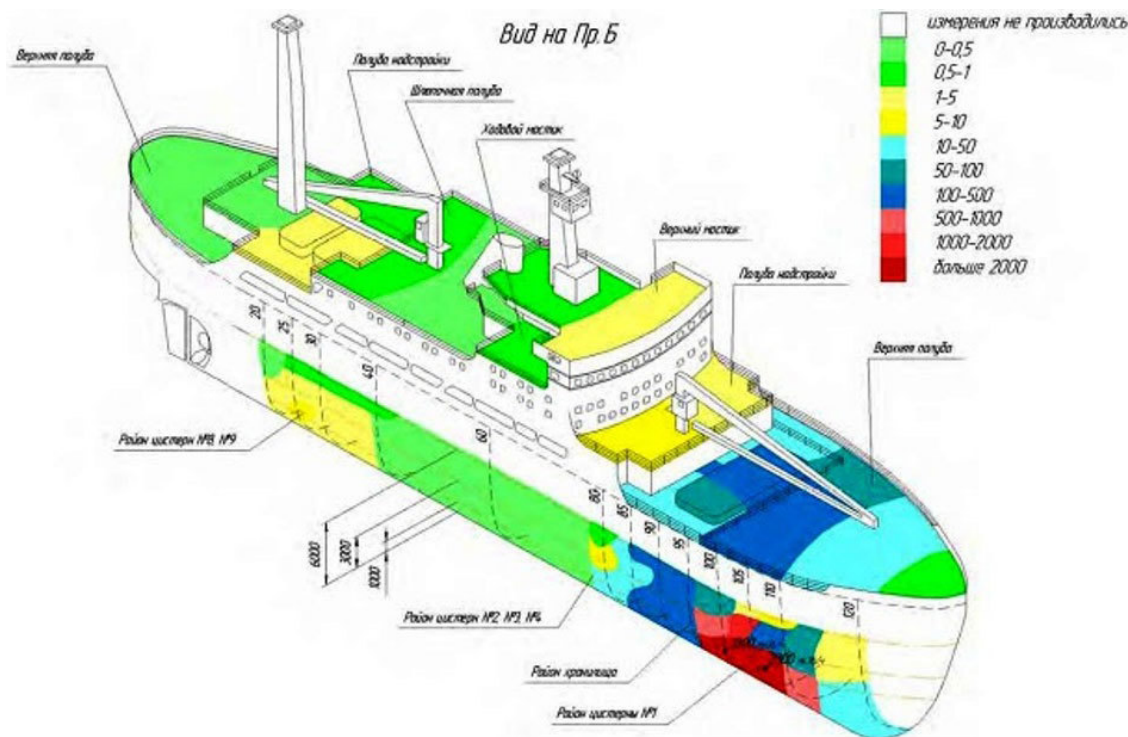 Вид на Пр.Б
измерения не производились
0-0,5
0,5-1
1-5
5-10
10-50
50-100
100-500
500-1000
1000-2000
больше 2000
Верхняя палуба
Палуба надстройки
Шлюпочная палуба
Ходовой мостик
Верхний мостик
Палуба надстройки
Верхняя палуба
20
25
30
40
60
80
85
90
95
100
105
110
120
Район цистерн №8, №9
6000
3000
1000
Район цистерн №2, №3, №4
Район хранилища
Район цистерны №1